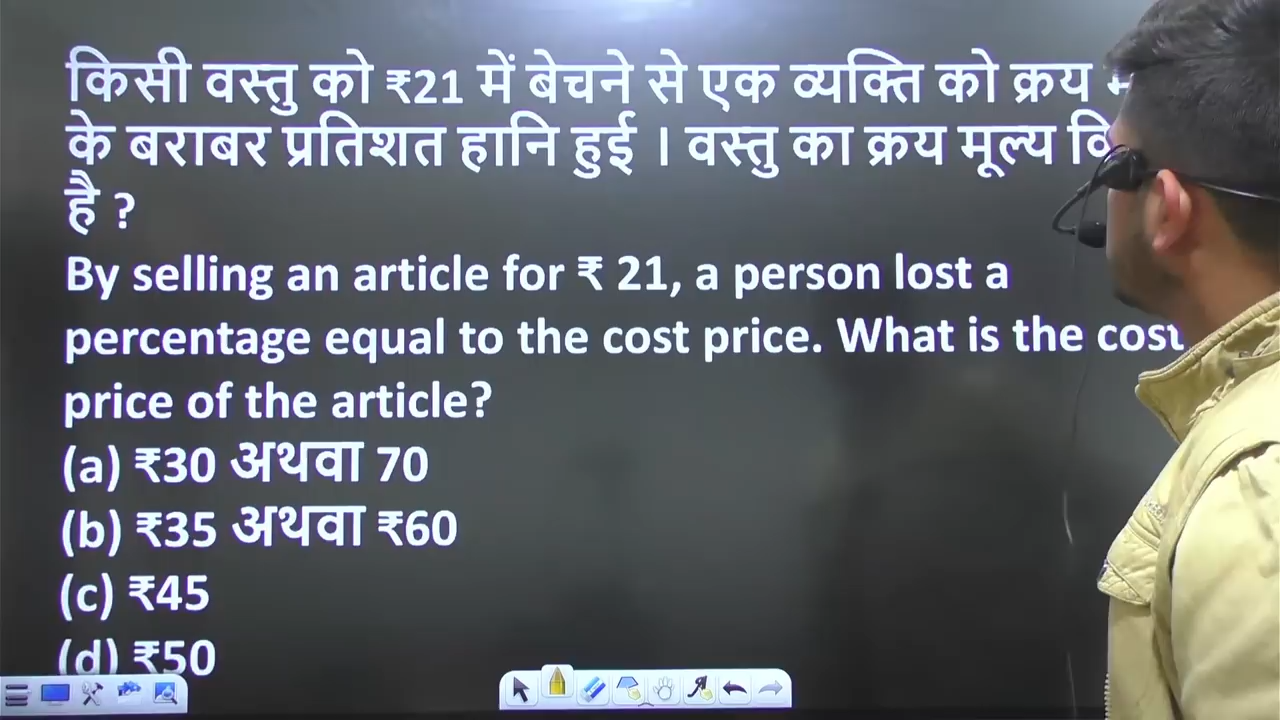 किसी वस्तु को ₹21 में बेचने से एक व्यक्ति को क्रय
के बराबर प्रतिशत हानि हुई । वस्तु का क्रय मूल्य
है ?
By selling an article for ₹ 21, a person lost a
percentage equal to the cost price. What is the cost
price of the article?
(a) ₹30 अथवा 70
(b) ₹35 अथवा ₹60
(c) ₹45
(d) ₹50